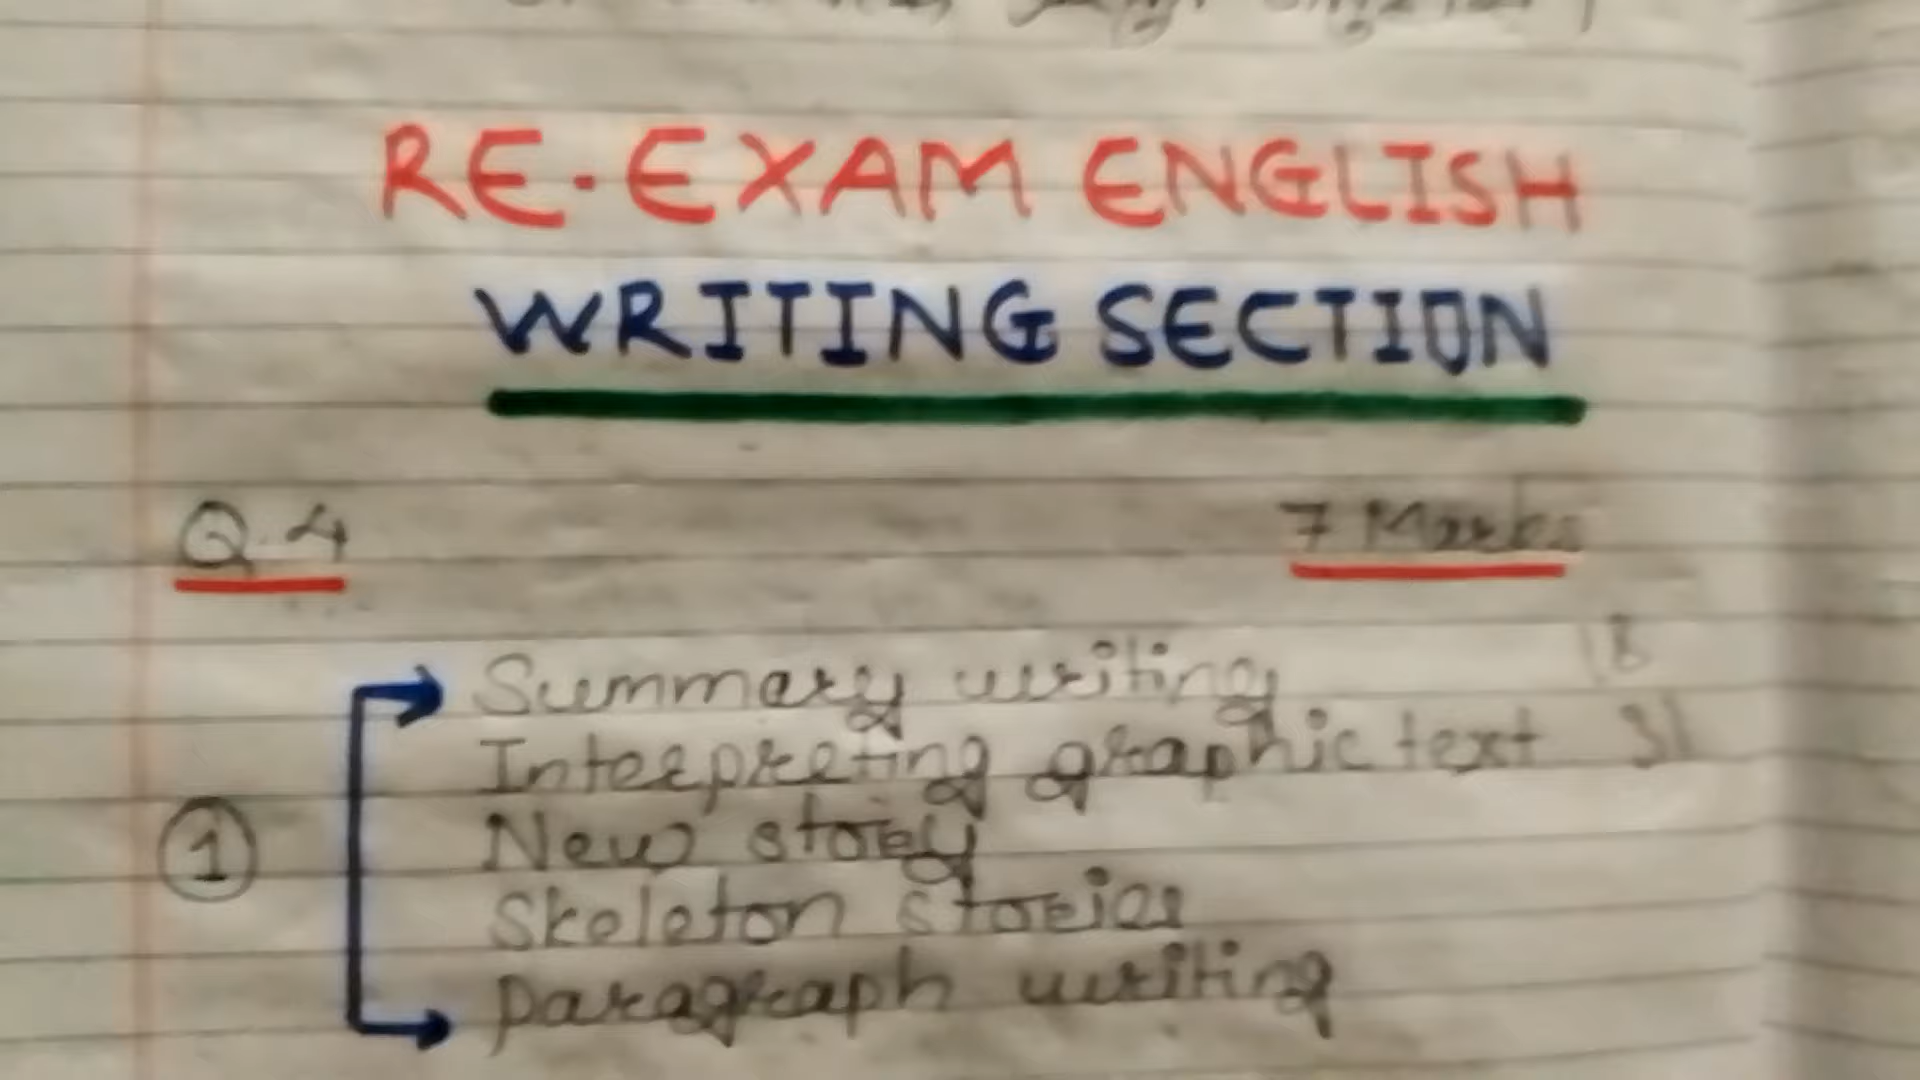 RE-EXAM ENGLISH
WRITING SECTION
Q.4 7 Marks
Summary writing
Interpreting graphic text
New story
① Skeleton stories
Paragraph writing